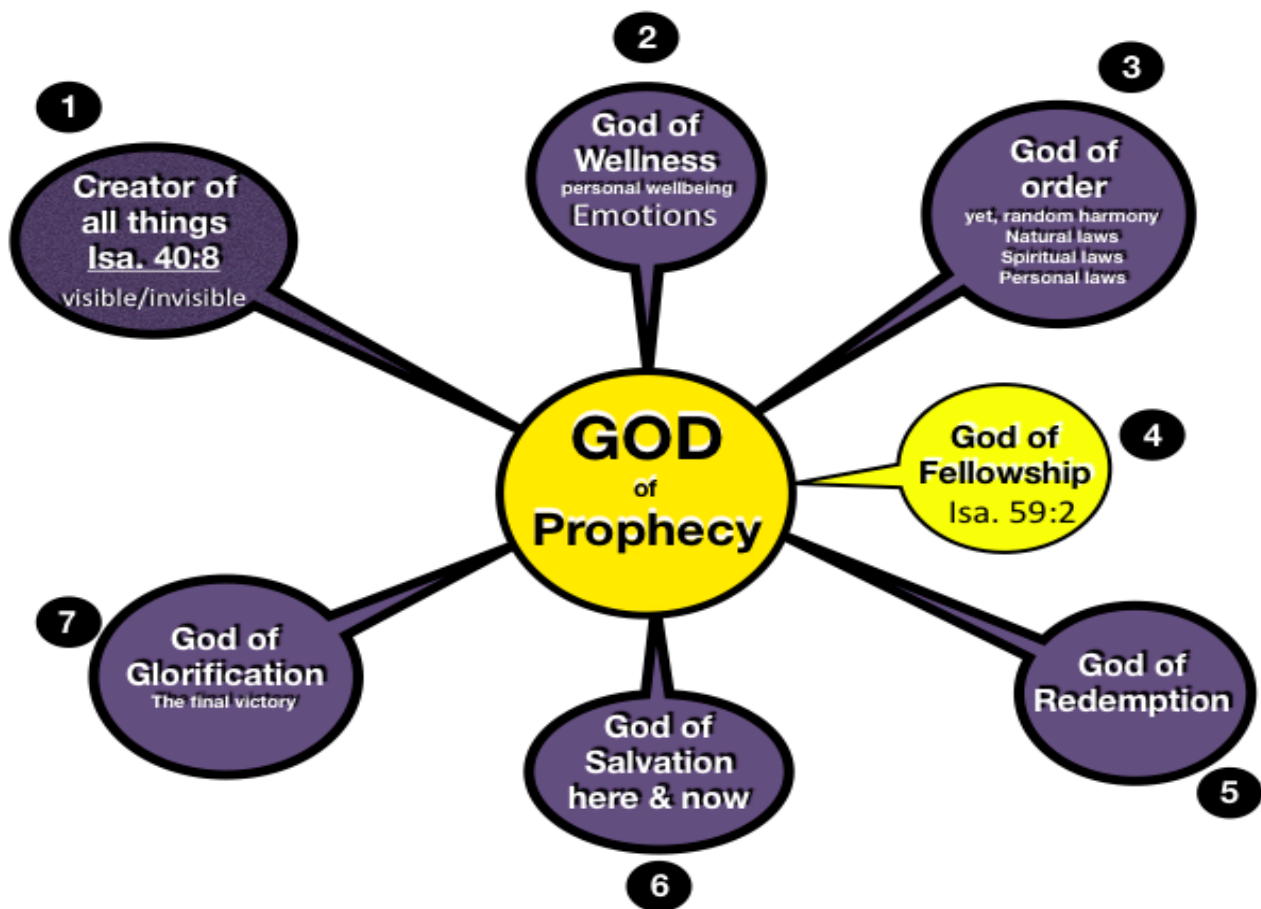 1
Creator of
all things
Isa. 40:8
visible/invisible
2
God of
Wellness
personal wellbeing
Emotions
3
God of
order
yet, random harmony
Natural laws
Spiritual laws
Personal laws
GOD
of
Prophecy
4
God of
Fellowship
Isa. 59:2
5
God of
Redemption
6
God of
Salvation
here & now
7
God of
Glorification
The final victory